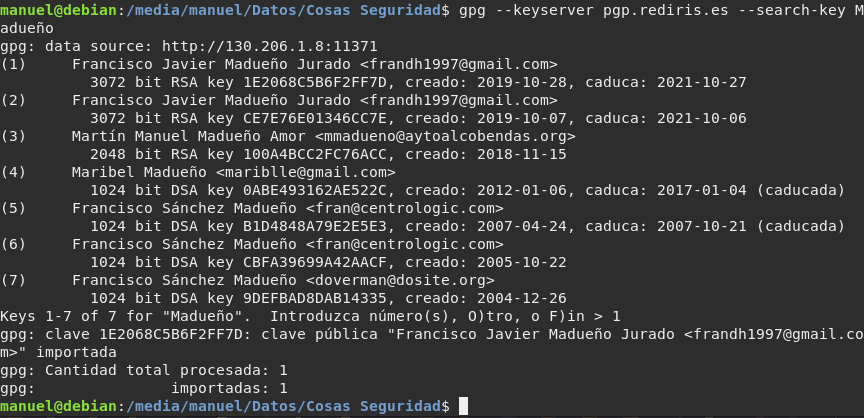 manuel@debian:/media/manuel/Datos/Cosas Seguridad$ gpg --keyserver pgp.rediris.es --search-key M
adueño
gpg: data source: http://130.206.1.8:11371
(1)     Francisco Javier Madueño Jurado <frandh1997@gmail.com>
          3072 bit RSA key 1E2068C5B6F2FF7D, creado: 2019-10-28, caduca: 2021-10-27
(2)     Francisco Javier Madueño Jurado <frandh1997@gmail.com>
          3072 bit RSA key CE7E76E01346CC7E, creado: 2019-10-07, caduca: 2021-10-06
(3)     Martín Manuel Madueño Amor <mmadueno@aytoalcobendas.org>
          2048 bit RSA key 100A4BCC2FC76ACC, creado: 2018-11-15
(4)     Maribel Madueño <mariblle@gmail.com>
          1024 bit DSA key 0ABE493162AE522C, creado: 2012-01-06, caduca: 2017-01-04 (caducada)
(5)     Francisco Sánchez Madueño <fran@centrologic.com>
          1024 bit DSA key B1D4848A79E2E5E3, creado: 2007-04-24, caduca: 2007-10-21 (caducada)
(6)     Francisco Sánchez Madueño <fran@centrologic.com>
          1024 bit DSA key CBFA39699A42AACF, creado: 2005-10-22
(7)     Francisco Sánchez Madueño <doverman@dosite.org>
          1024 bit DSA key 9DEFBAD8DAB14335, creado: 2004-12-26
Keys 1-7 of 7 for "Madueño".  Introduzca número(s), O)tro, o F)in > 1
gpg: clave 1E2068C5B6F2FF7D: clave pública "Francisco Javier Madueño Jurado <frandh1997@gmail.co
m>" importada
gpg: Cantidad total procesada: 1
gpg:               importadas: 1
manuel@debian:/media/manuel/Datos/Cosas Seguridad$